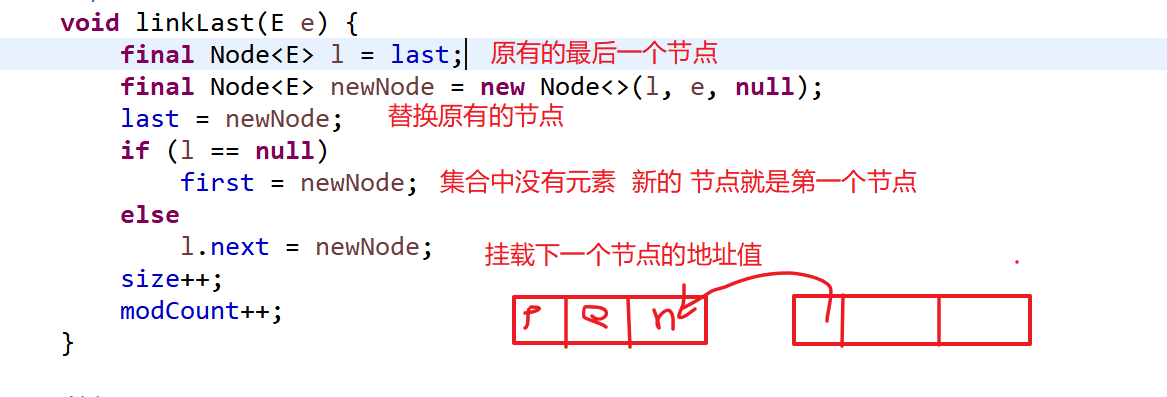 void linkLast(E e) {
final Node<E> l = last; 原有的最后一个节点
final Node<E> newNode = new Node<>(l, e, null);
last = newNode; 替换原有的节点
if (l == null)
first = newNode; 集合中没有元素 新的 节点就是第一个节点
else
l.next = newNode; 挂载下一个节点的地址值
size++;
modCount++;
}